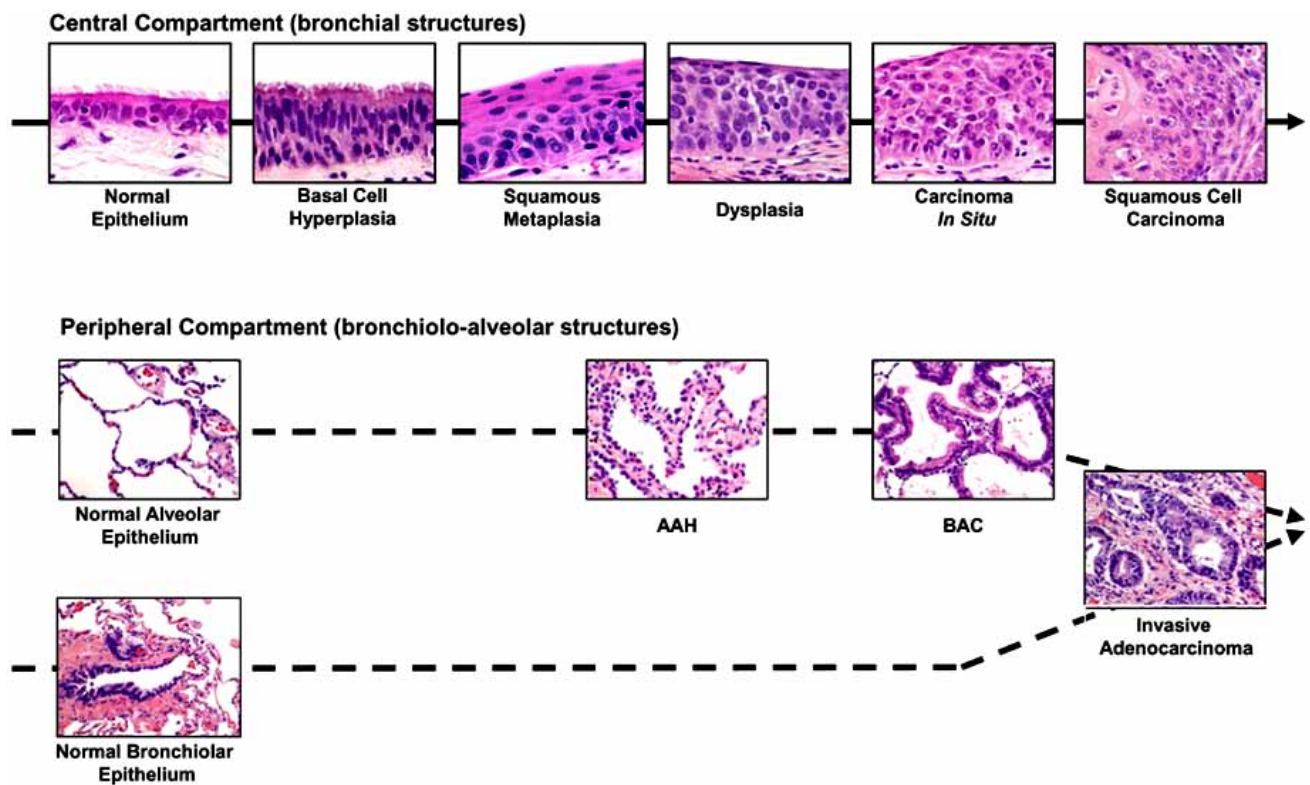 Central Compartment (bronchial structures)
Normal
Epithelium
Basal Cell
Hyperplasia
Squamous
Metaplasia
Dysplasia
Carcinoma
In Situ
Squamous Cell
Carcinoma
Peripheral Compartment (bronchiolo-alveolar structures)
Normal Alveolar
Epithelium
AAH
BAC
Invasive
Adenocarcinoma
Normal Bronchiolar
Epithelium